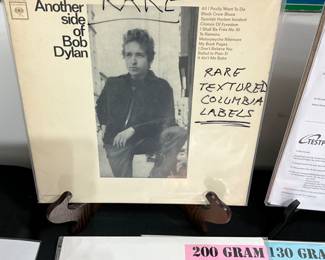 RARE
Another
side of
Bob
Dylan
All I Really Want To Do
Black Crow Blues
Spanish Harlem Incident
Chimes Of Freedom
I Shall Be Free No. 10
To Ramona
Motorpsycho Nitemare
My Back Pages
I Don't Believe You
Ballad In Plain D
It Ain't Me Babe
RARE
TEXTURED
COLUMBIA
LABELS
TESTP
200 GRAM
130 GRAM